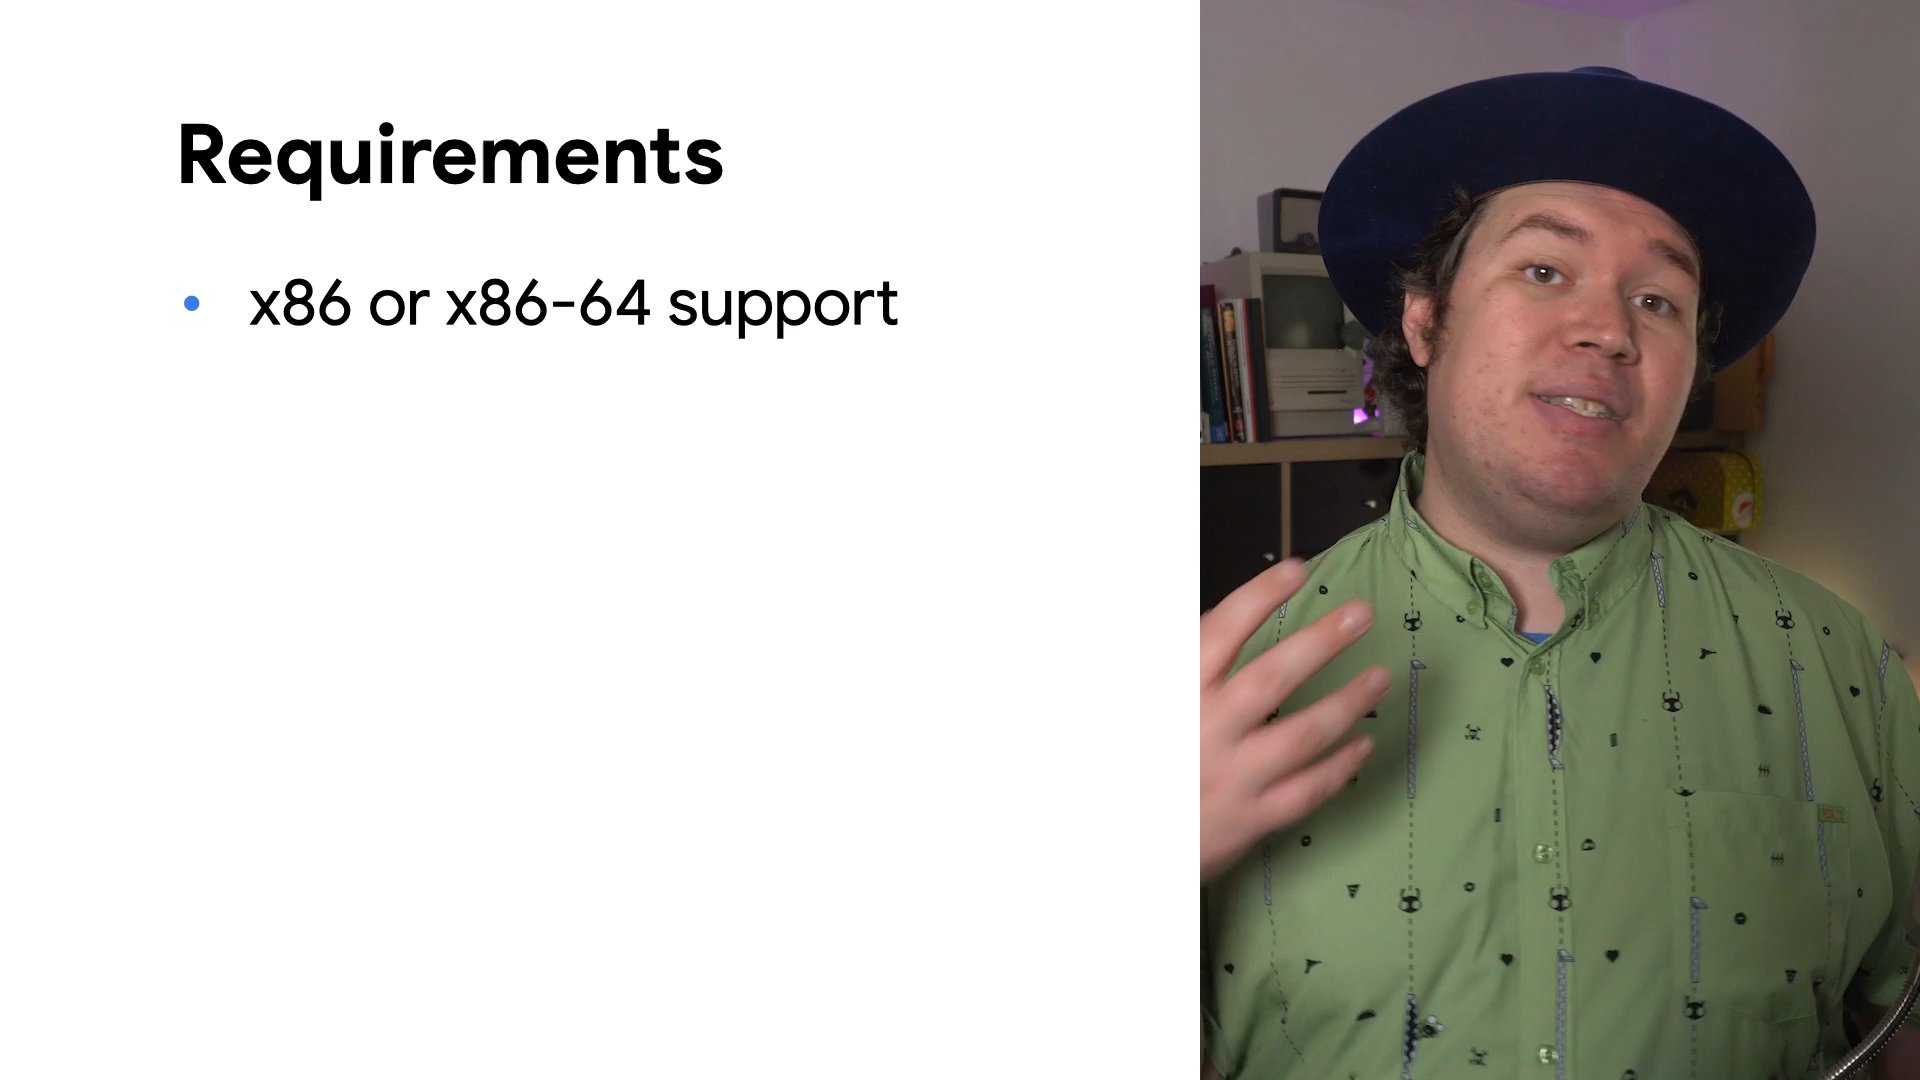 Requirements
• x86 or x86-64 support